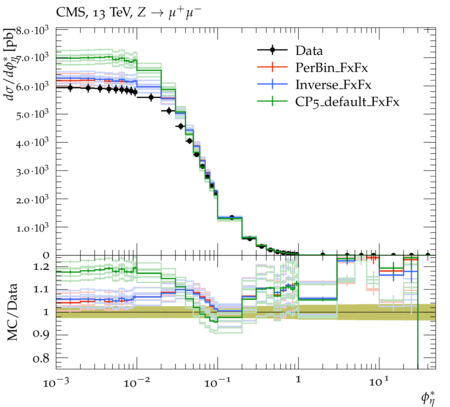 CMS, 13 TeV, Z → μ⁺μ⁻
dσ/dϕ*η [pb]
8.0·10³
7.0·10³
6.0·10³
5.0·10³
4.0·10³
3.0·10³
2.0·10³
1.0·10³
0
Data
PerBin_FxFx
Inverse_FxFx
CP5_default_FxFx
MC/Data
1.2
1.1
1
0.9
0.8
10⁻³ 10⁻² 10⁻¹ 1 10¹
ϕ*η